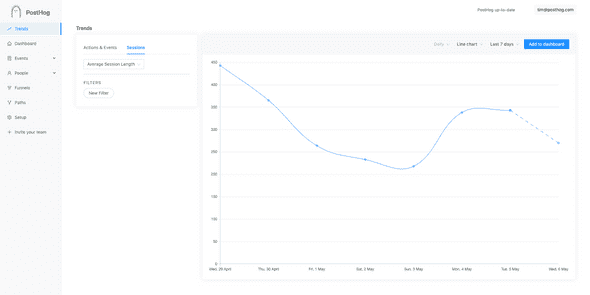 PostHog
PostHog up-to-date
tim@posthog.com
Trends
Dashboard
Events
People
Funnels
Paths
Setup
Invite your team
Trends
Actions & Events
Sessions
Average Session Length
FILTERS
New Filter
Daily
Line chart
Last 7 days
Add to dashboard
450
400
350
300
250
200
150
100
50
0
Wed, 29 April
Thu, 30 April
Fri, 1 May
Sat, 2 May
Sun, 3 May
Mon, 4 May
Tue, 5 May
Wed, 6 May